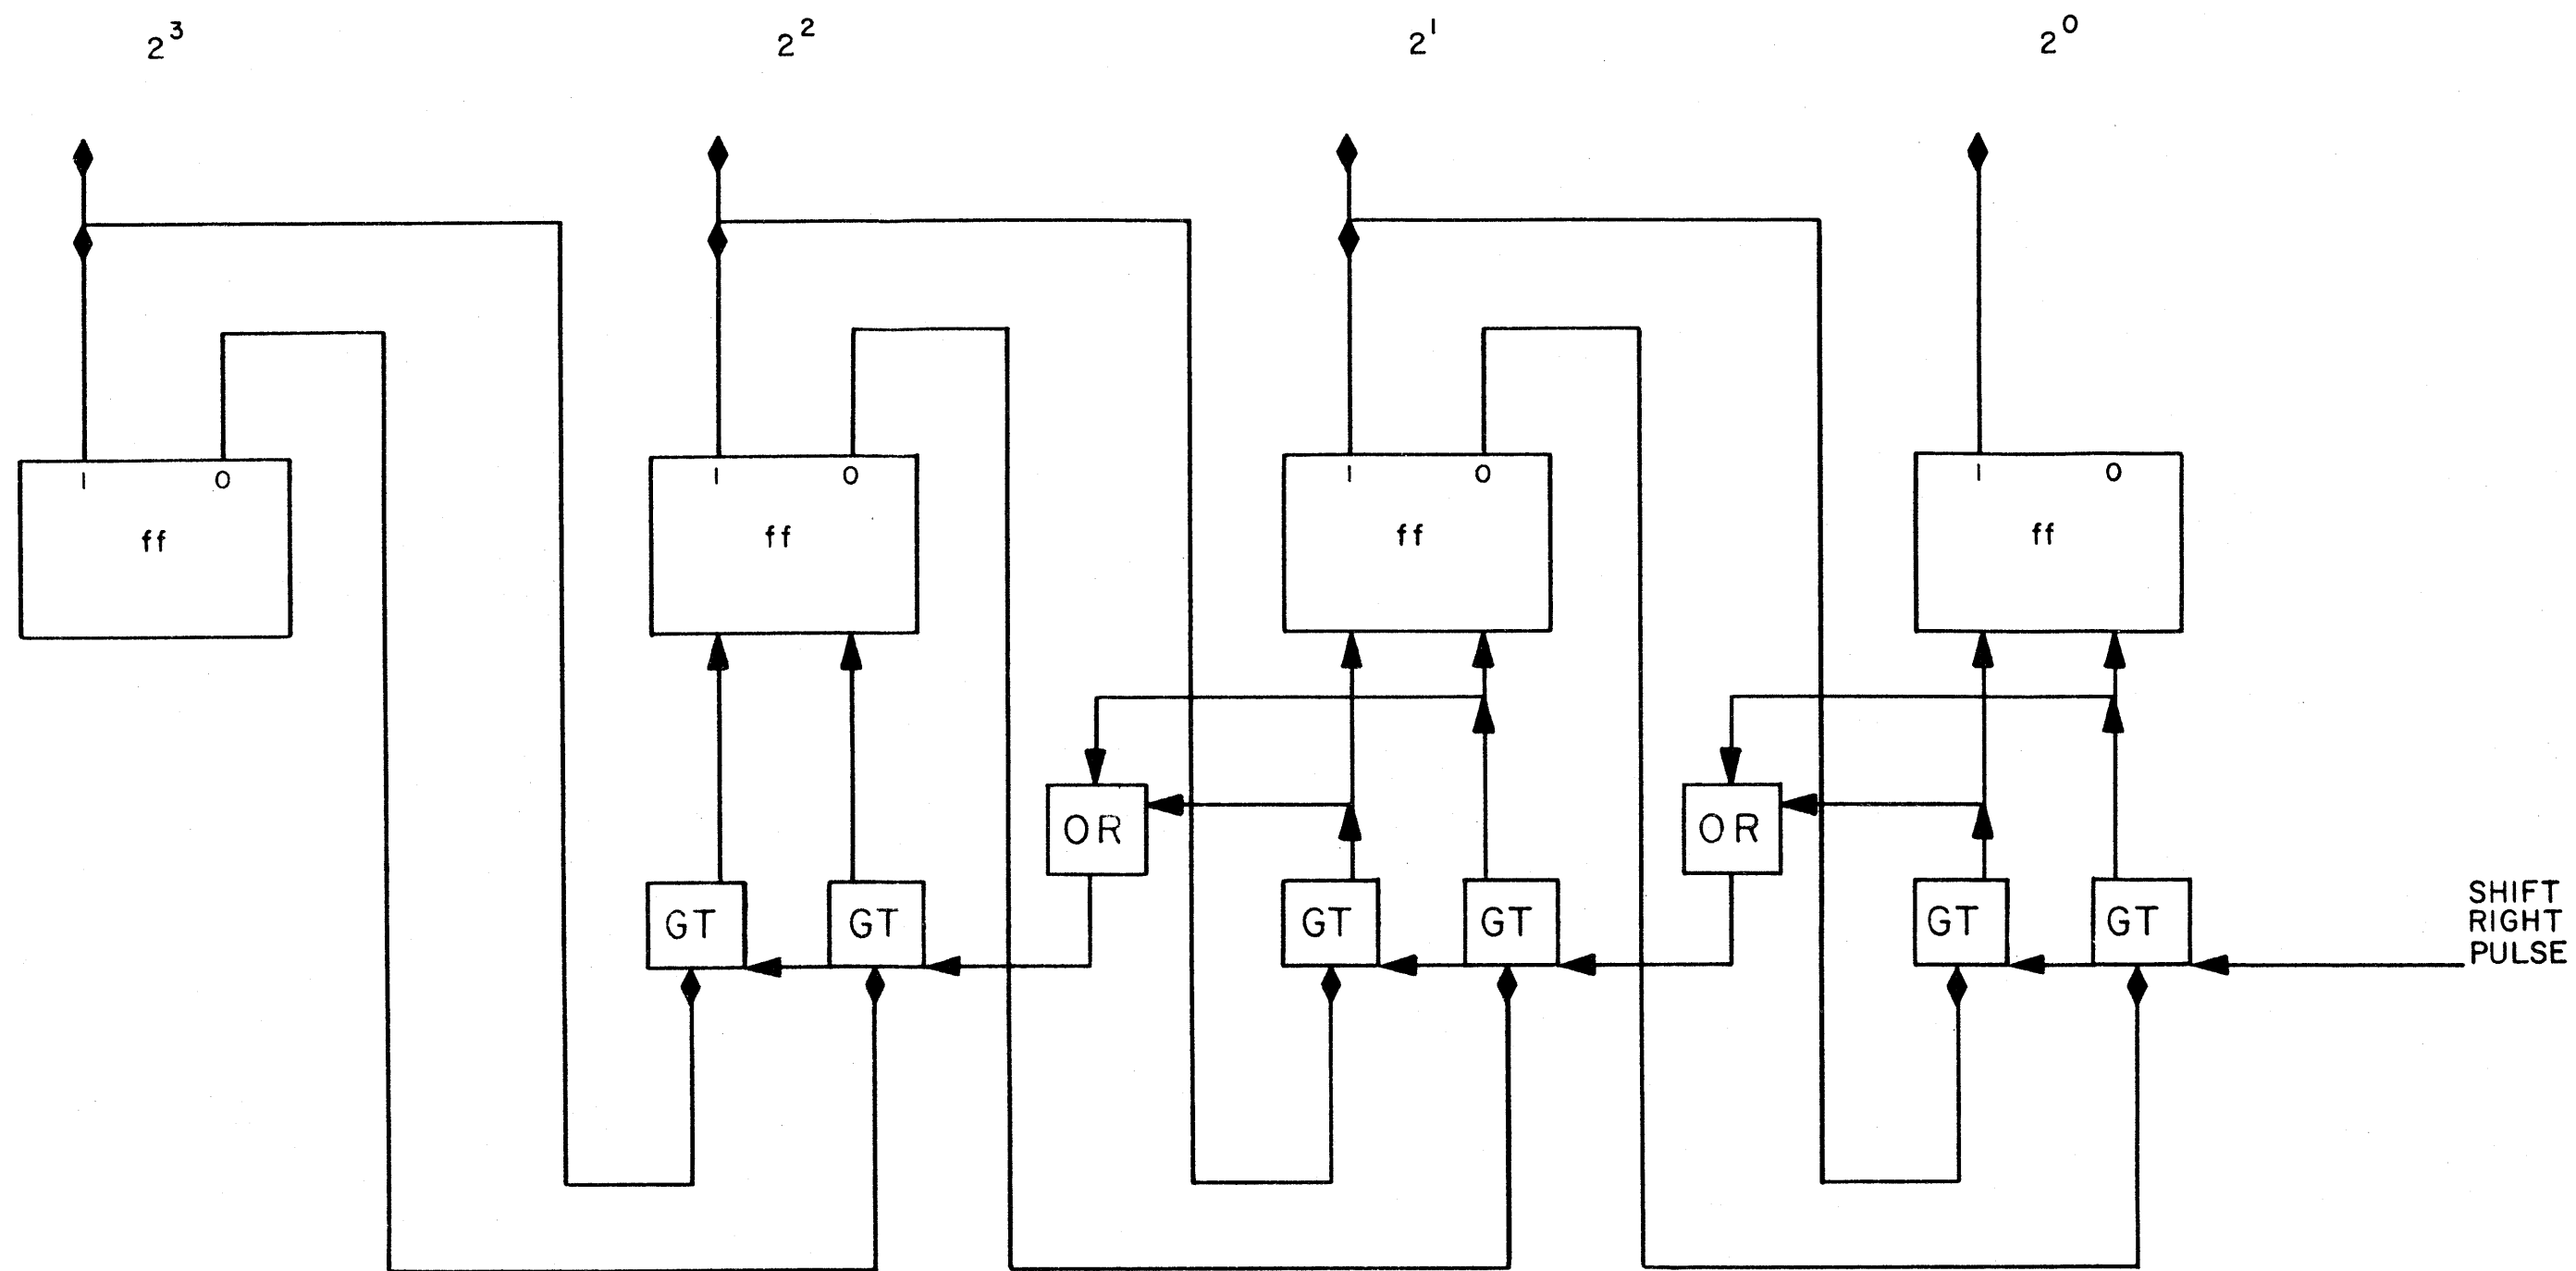 2³ 2² 2¹ 2⁰
1 0 1 0 1 0 1 0
ff ff ff ff
OR OR
GT GT GT GT GT GT
SHIFT
RIGHT
PULSE